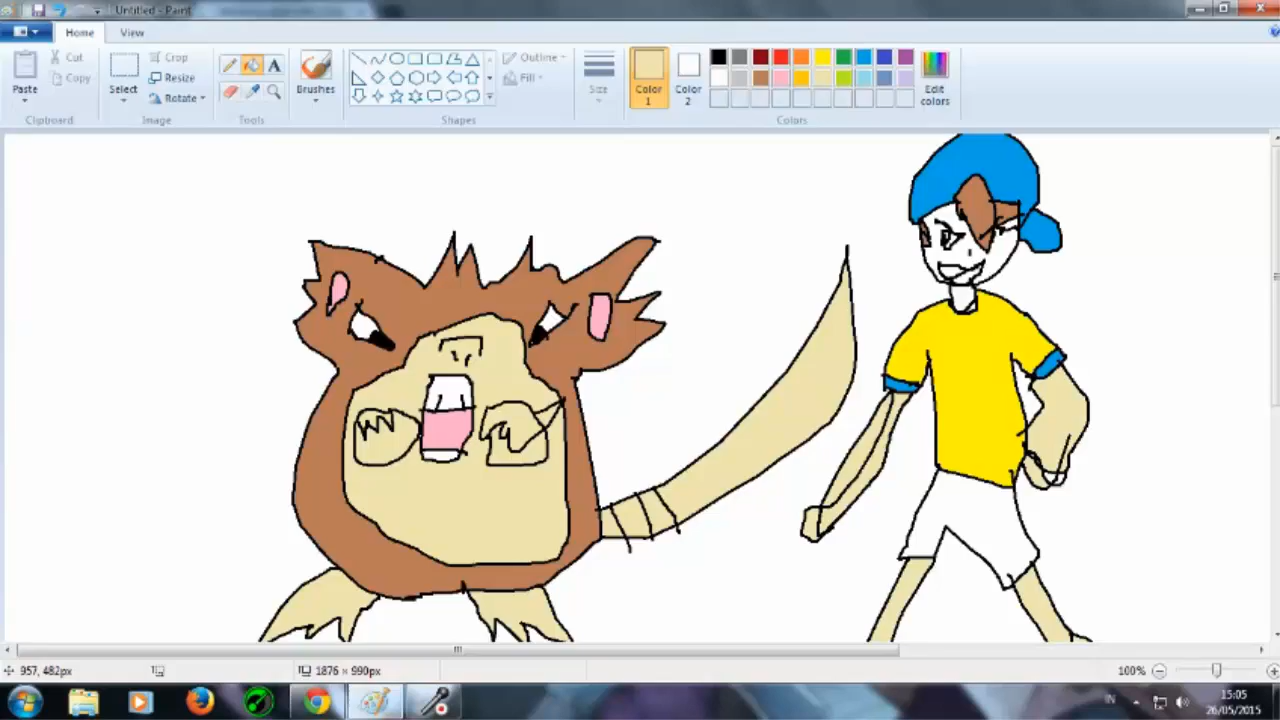 Untitled - Paint
Home View
Cut
Copy
Paste
Clipboard
Crop
Resize
Rotate
Select
Image
A
Tools
Brushes
Shapes
Outline
Fill
Size
Color 1
Color 2
Edit colors
Colors
957, 482px
1876 × 990px
100%
IN
15:05
26/05/2015